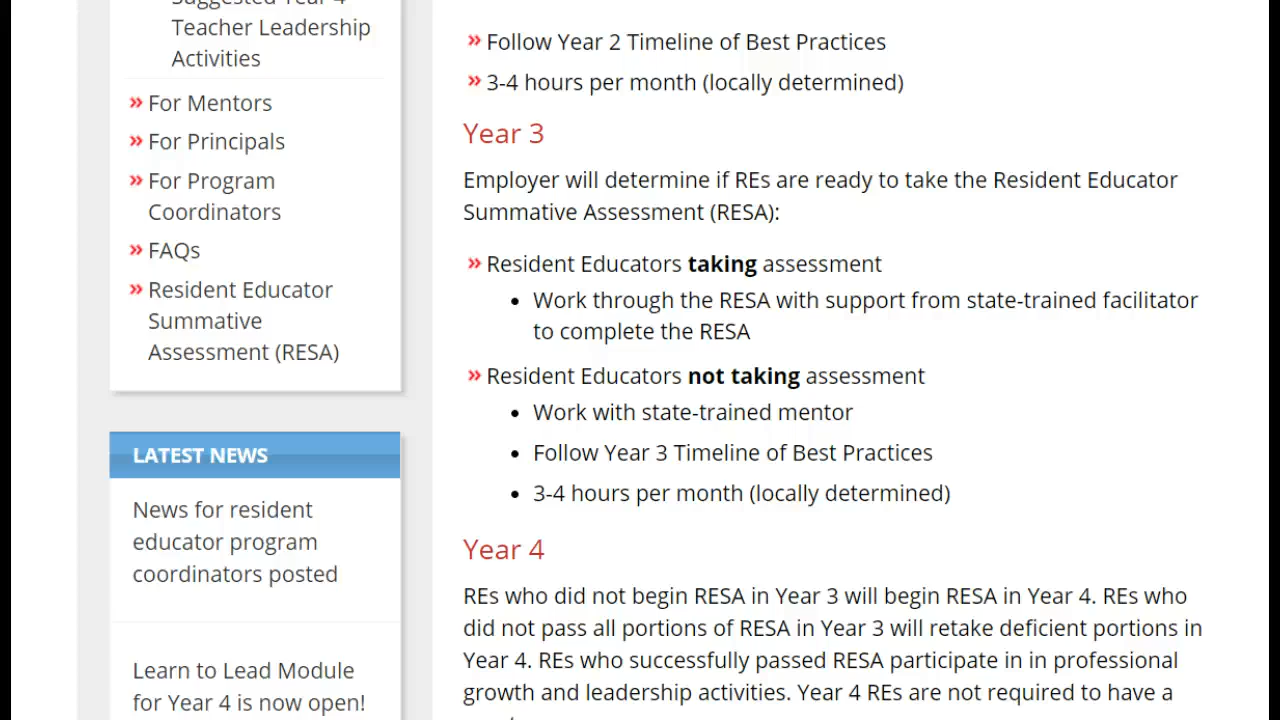 Teacher Leadership
Activities
For Mentors
For Principals
For Program
Coordinators
FAQs
Resident Educator
Summative
Assessment (RESA)
LATEST NEWS
News for resident
educator program
coordinators posted
Learn to Lead Module
for Year 4 is now open!
Follow Year 2 Timeline of Best Practices
3-4 hours per month (locally determined)
Year 3
Employer will determine if REs are ready to take the Resident Educator
Summative Assessment (RESA):
Resident Educators taking assessment
Work through the RESA with support from state-trained facilitator
to complete the RESA
Resident Educators not taking assessment
Work with state-trained mentor
Follow Year 3 Timeline of Best Practices
3-4 hours per month (locally determined)
Year 4
REs who did not begin RESA in Year 3 will begin RESA in Year 4. REs who
did not pass all portions of RESA in Year 3 will retake deficient portions in
Year 4. REs who successfully passed RESA participate in in professional
growth and leadership activities. Year 4 REs are not required to have a